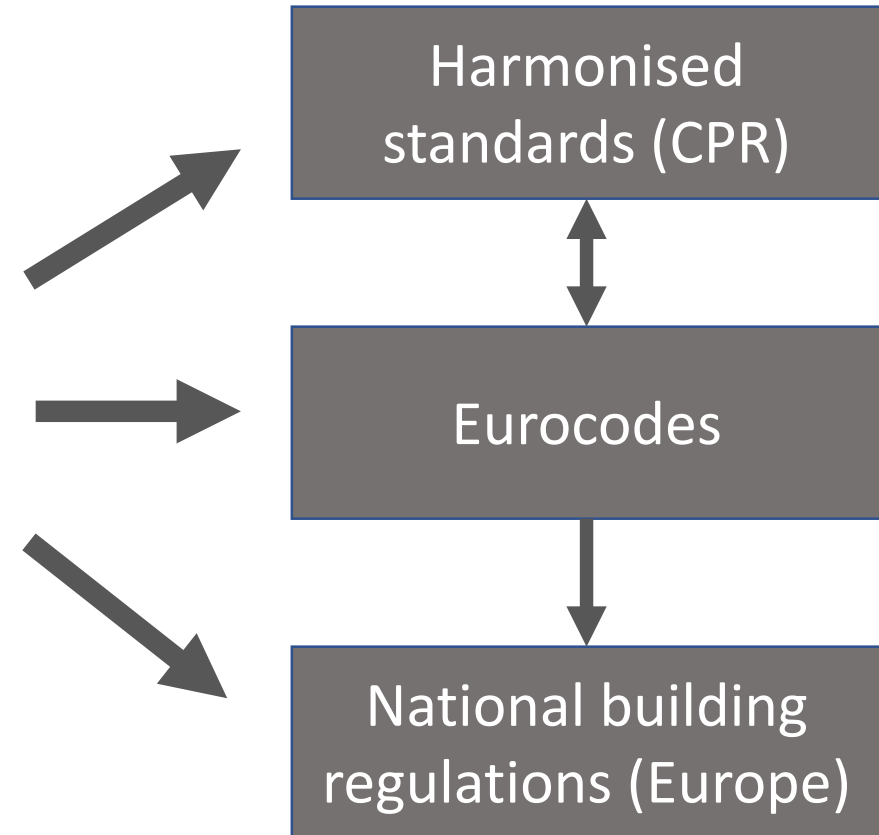 Harmonised
standards (CPR)
Eurocodes
National building
regulations (Europe)